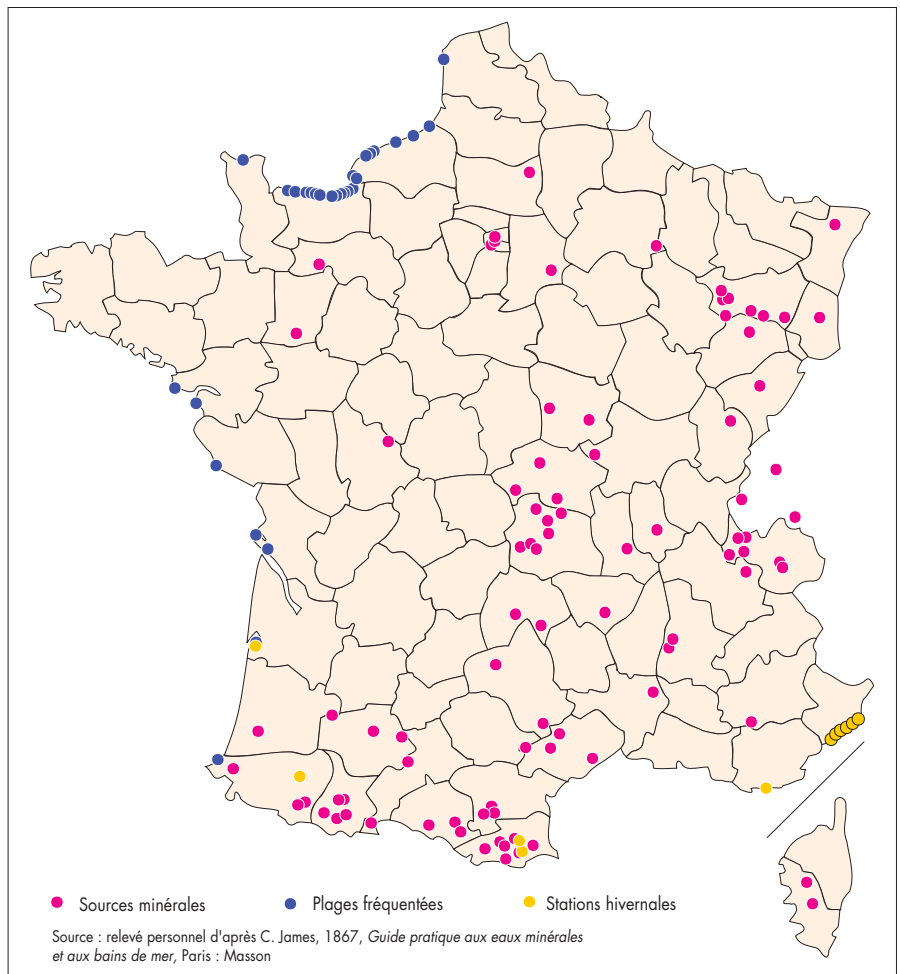 Sources minérales Plages fréquentées Stations hivernales
Source : relevé personnel d'après C. James, 1867, Guide pratique aux eaux minérales
et aux bains de mer, Paris : Masson